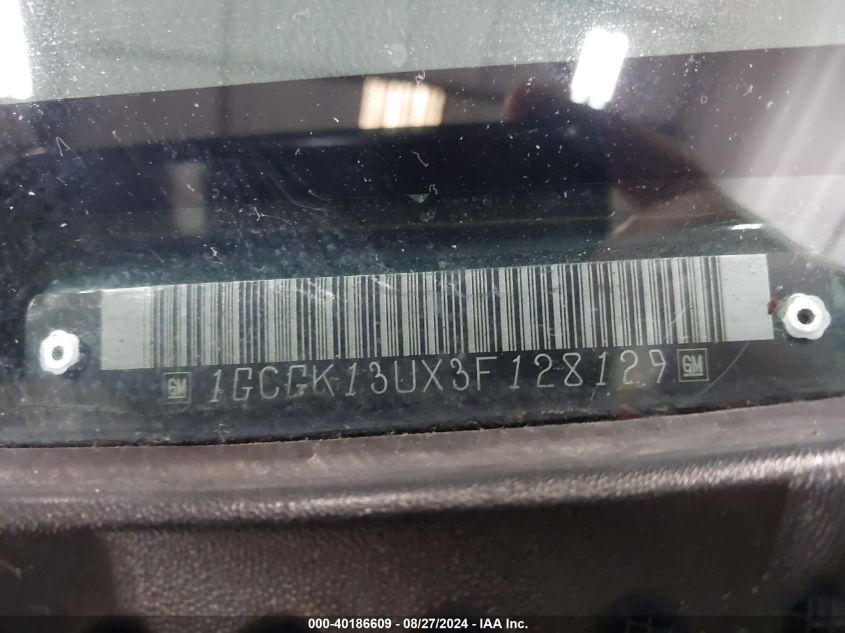 GM 1GCGK13UX3F128129 GM
000-40186609 / 08/27/2024 - IAA Inc.